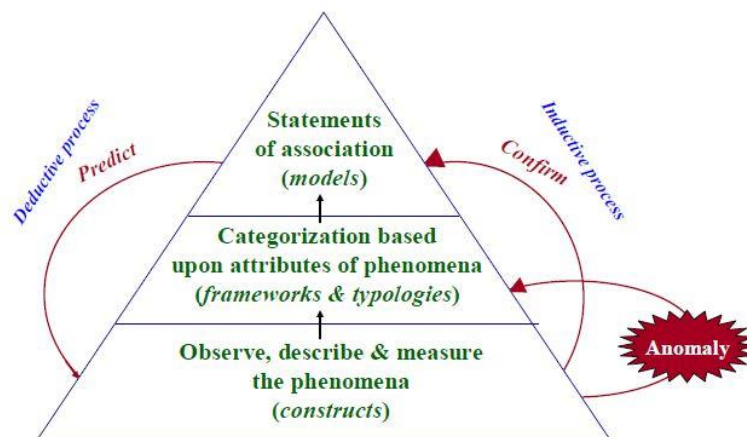 Statements
of association
(models)
Categorization based
upon attributes of phenomena
(frameworks & typologies)
Observe, describe & measure
the phenomena
(constructs)
Deductive process
Predict
Inductive process
Confirm
Anomaly